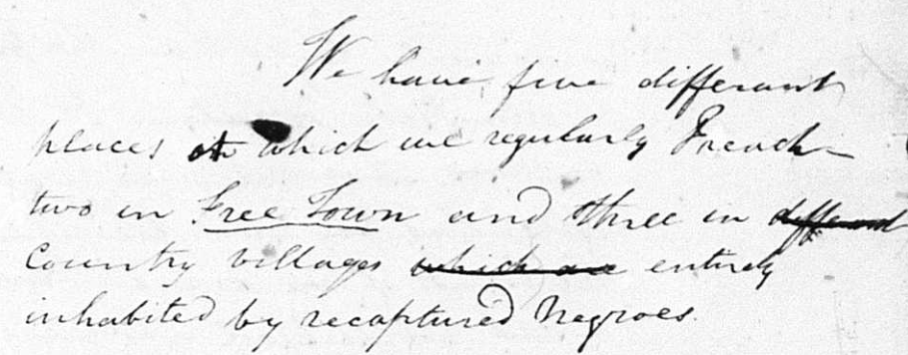 We have five different
places at which we regularly Preach–
two in Free Town and three in different
Country villages which are entirely
inhabited by recaptured Negroes.